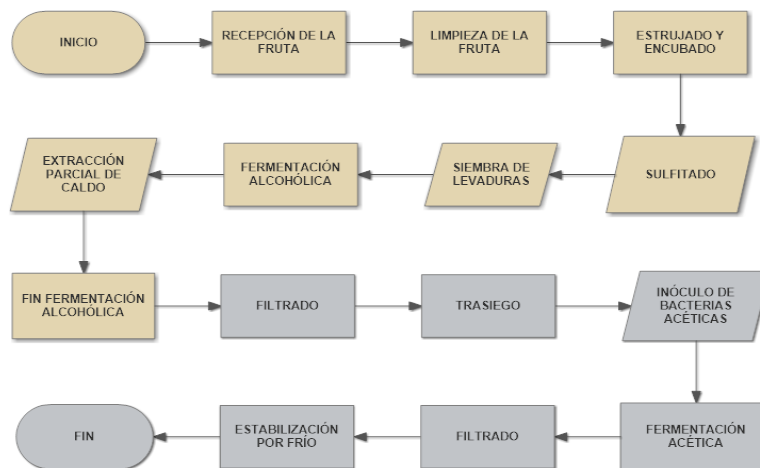 INICIO
RECEPCIÓN DE LA
FRUTA
LIMPIEZA DE LA
FRUTA
ESTRUJADO Y
ENCUBADO
SULFITADO
SIEMBRA DE
LEVADURAS
FERMENTACIÓN
ALCOHÓLICA
EXTRACCIÓN
PARCIAL DE
CALDO
FIN FERMENTACIÓN
ALCOHÓLICA
FILTRADO
TRASIEGO
INÓCULO DE
BACTERIAS
ACÉTICAS
FERMENTACIÓN
ACÉTICA
FILTRADO
ESTABILIZACIÓN
POR FRÍO
FIN